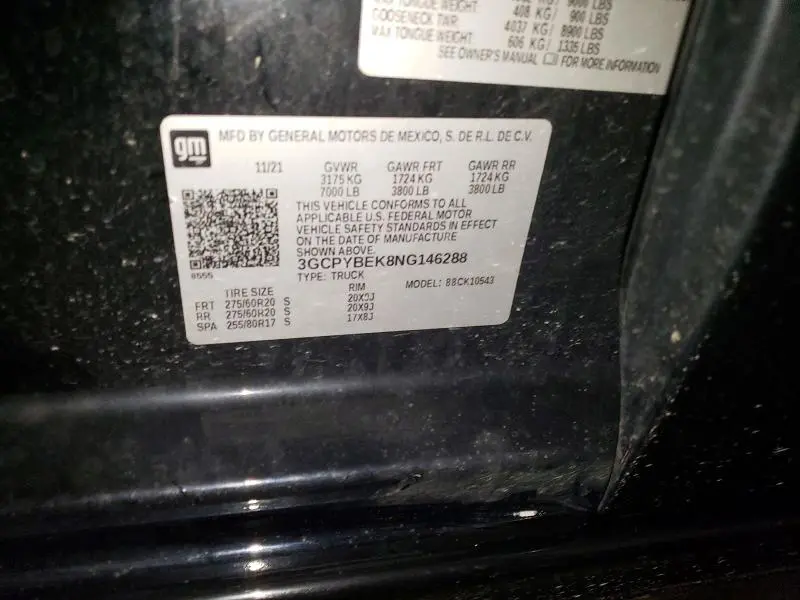 408 KG/ 900 LBS
GOOSENECK TWR: 4037 KG/ 8900 LBS
MAX TONGUE WEIGHT: 606 KG/ 1335 LBS
SEE OWNER'S MANUAL FOR MORE INFORMATION
gm
MFD BY GENERAL MOTORS DE MEXICO, S. DE R.L. DE C.V.
11/21 GVWR GAWR FRT GAWR RR
3175 KG 1724 KG 1724 KG
7000 LB 3800 LB 3800 LB
THIS VEHICLE CONFORMS TO ALL
APPLICABLE U.S. FEDERAL MOTOR
VEHICLE SAFETY STANDARDS IN EFFECT
ON THE DATE OF MANUFACTURE
SHOWN ABOVE.
3GCPYBEK8NG146288
8555
TYPE: TRUCK MODEL: 88CK10543
TIRE SIZE RIM
FRT 275/60R20 S 20X9J
RR 275/60R20 S 20X9J
SPA 255/80R17 S 17X8J